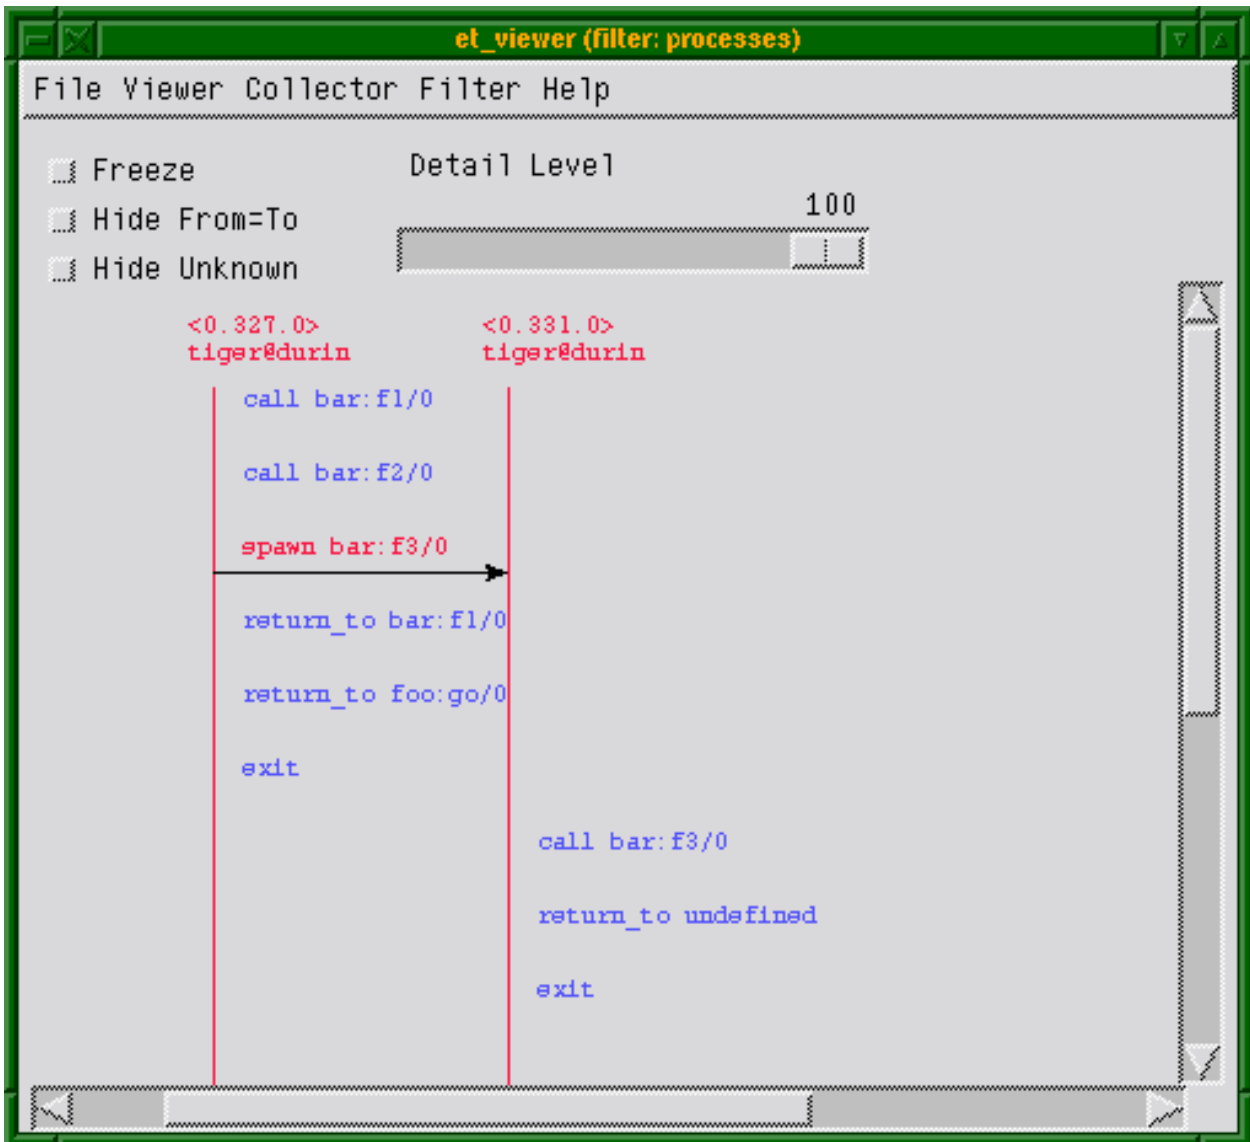 et_viewer (filter: processes)
File Viewer Collector Filter Help
Freeze
Detail Level
Hide From=To
100
Hide Unknown
<0.327.0> <0.331.0>
tiger@durin tiger@durin
call bar:f1/0
call bar:f2/0
spawn bar:f3/0
return_to bar:f1/0
return_to foo:go/0
exit
call bar:f3/0
return_to undefined
exit